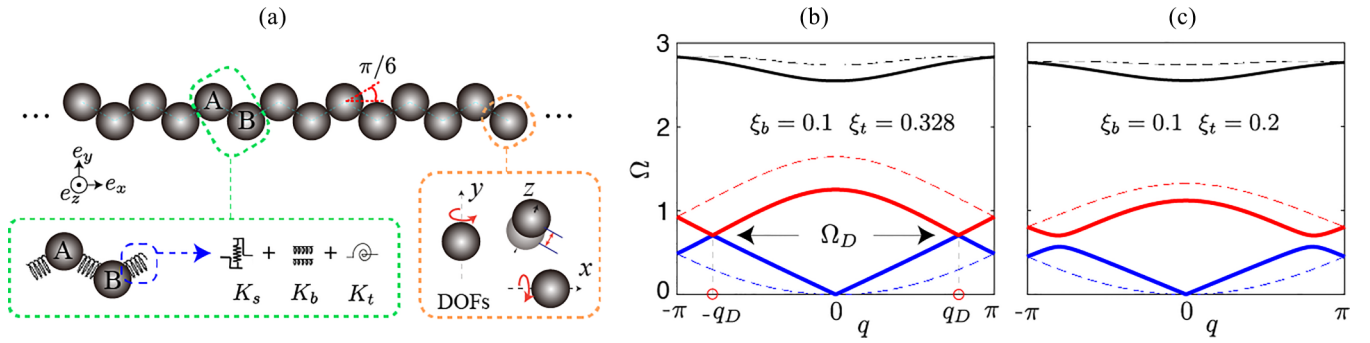 (a)
π/6
A
B
... ...
e_y
e_z e_x
A
B
+ +
K_s K_b K_t
y
z
x
DOFs
(b)
3
2
Ω
1
0
ξ_b = 0.1 ξ_t = 0.328
Ω_D
-π -q_D 0 q q_D π
(c)
ξ_b = 0.1 ξ_t = 0.2
-π 0 q π